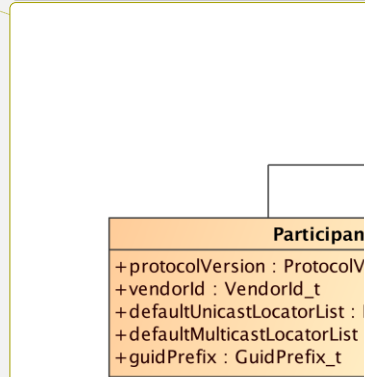 Participan
+protocolVersion : ProtocolV
+vendorId : VendorId_t
+defaultUnicastLocatorList :
+defaultMulticastLocatorList
+guidPrefix : GuidPrefix_t